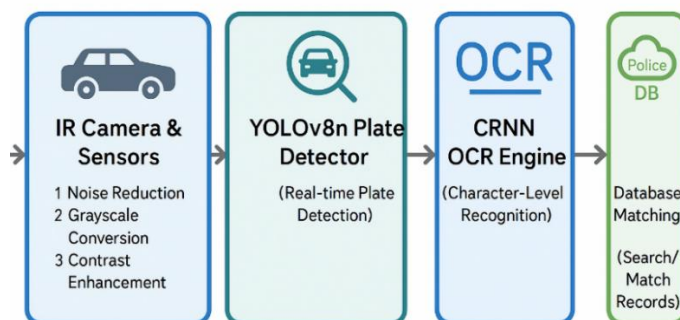 IR Camera &
Sensors
1 Noise Reduction
2 Grayscale
Conversion
3 Contrast
Enhancement
YOLOv8n Plate
Detector
(Real-time Plate
Detection)
OCR
CRNN
OCR Engine
(Character-Level
Recognition)
Police
DB
Database
Matching
(Search/
Match
Records)